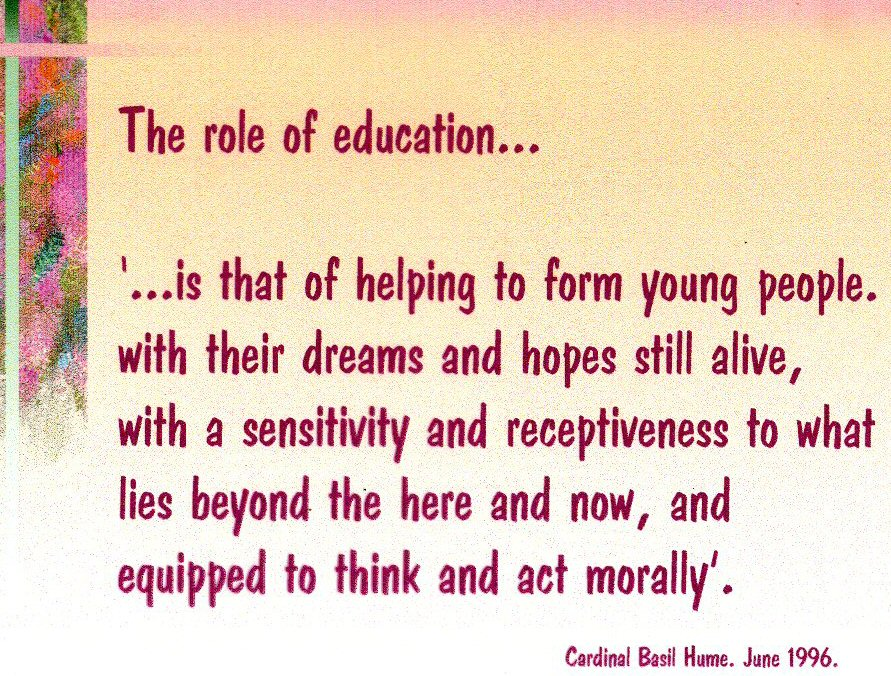 The role of education...
'...is that of helping to form young people.
with their dreams and hopes still alive,
with a sensitivity and receptiveness to what
lies beyond the here and now, and
equipped to think and act morally'.
Cardinal Basil Hume. June 1996.